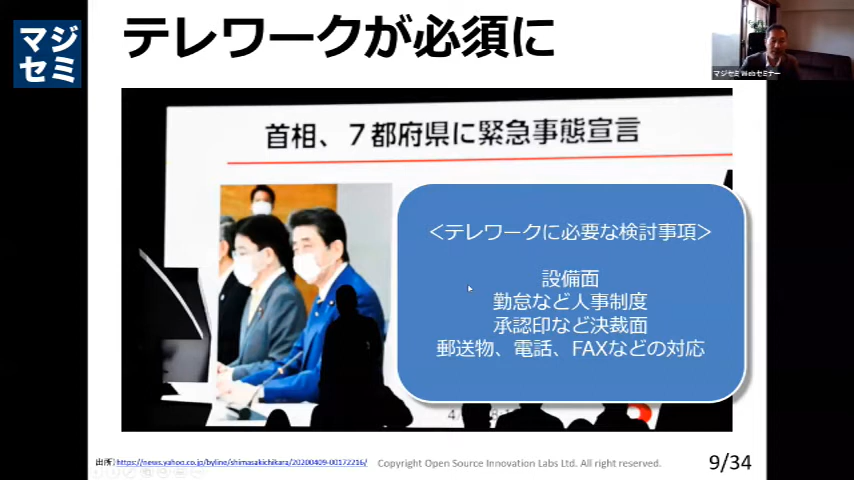 マジ
セミ
テレワークが必須に
マジセミ Webセミナー
首相、7都府県に緊急事態宣言
<テレワークに必要な検討事項>
設備面
勤怠など人事制度
承認印など決裁面
郵送物、電話、FAXなどの対応
出所)https://news.yahoo.co.jp/byline/shimasakichikara/20200409-00172216/
Copyright Open Source Innovation Labs Ltd. All right reserved.
9/34